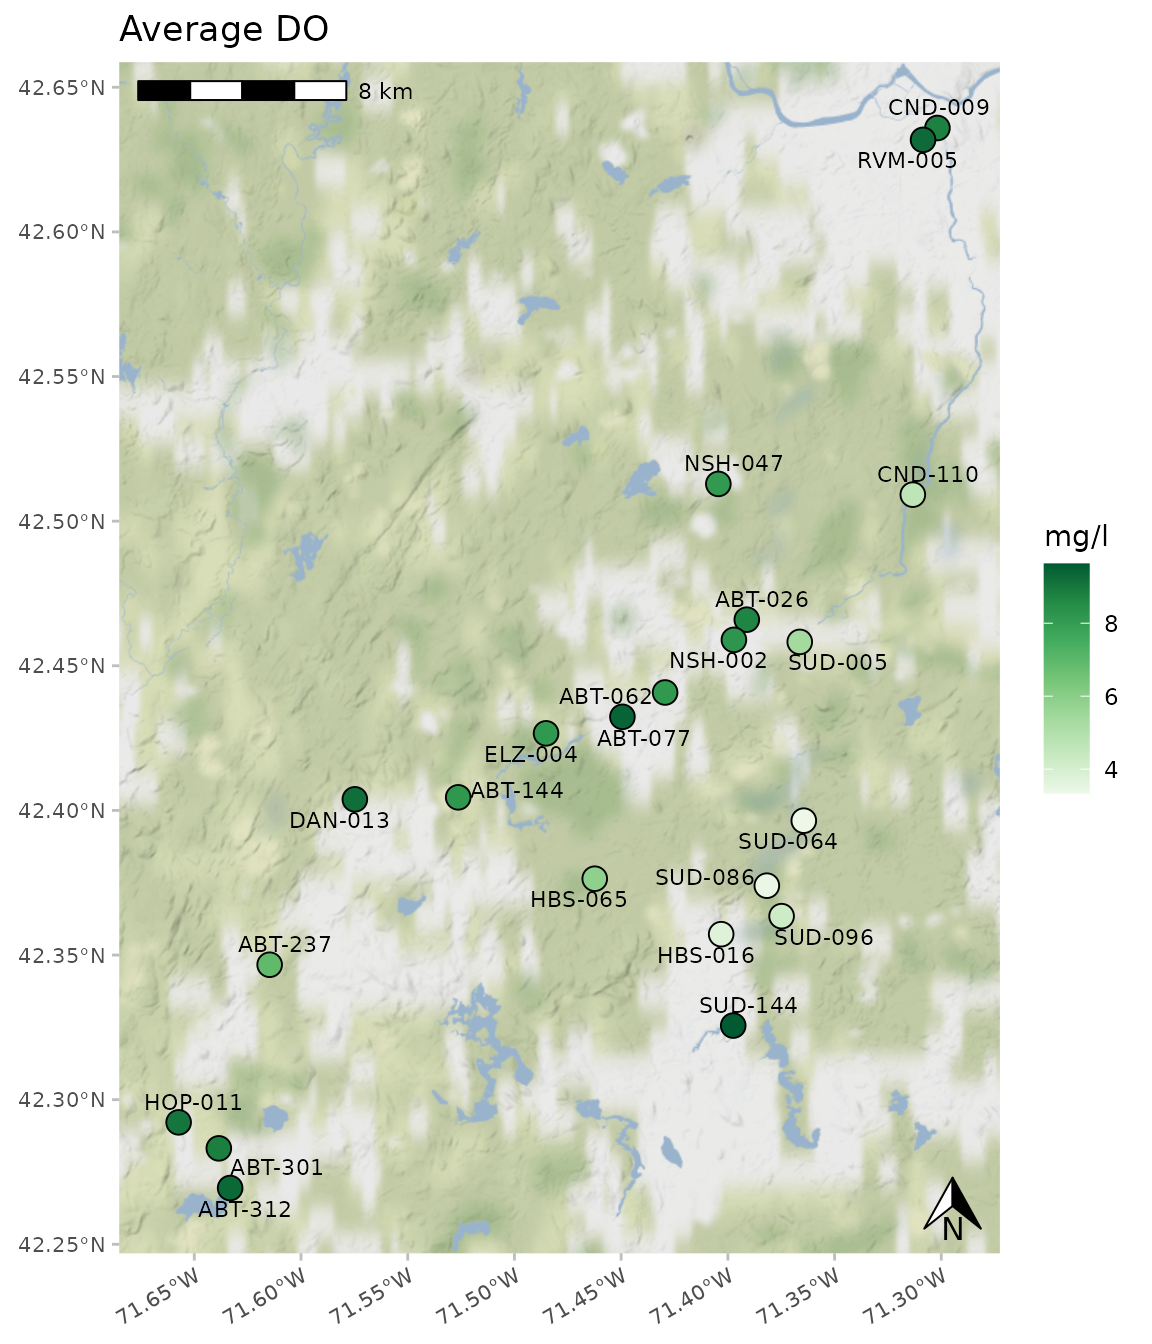 Average DO
42.65°N
42.60°N
42.55°N
42.50°N
42.45°N
42.40°N
42.35°N
42.30°N
42.25°N
8 km
CND-009
RVM-005
NSH-047
CND-110
ABT-026
NSH-002
SUD-005
ABT-062
ABT-077
ELZ-004
ABT-144
DAN-013
SUD-064
SUD-086
HBS-065
SUD-096
ABT-237
HBS-016
SUD-144
HOP-011
ABT-301
ABT-312
N
71.65°W
71.60°W
71.55°W
71.50°W
71.45°W
71.40°W
71.35°W
71.30°W
mg/l
8
6
4